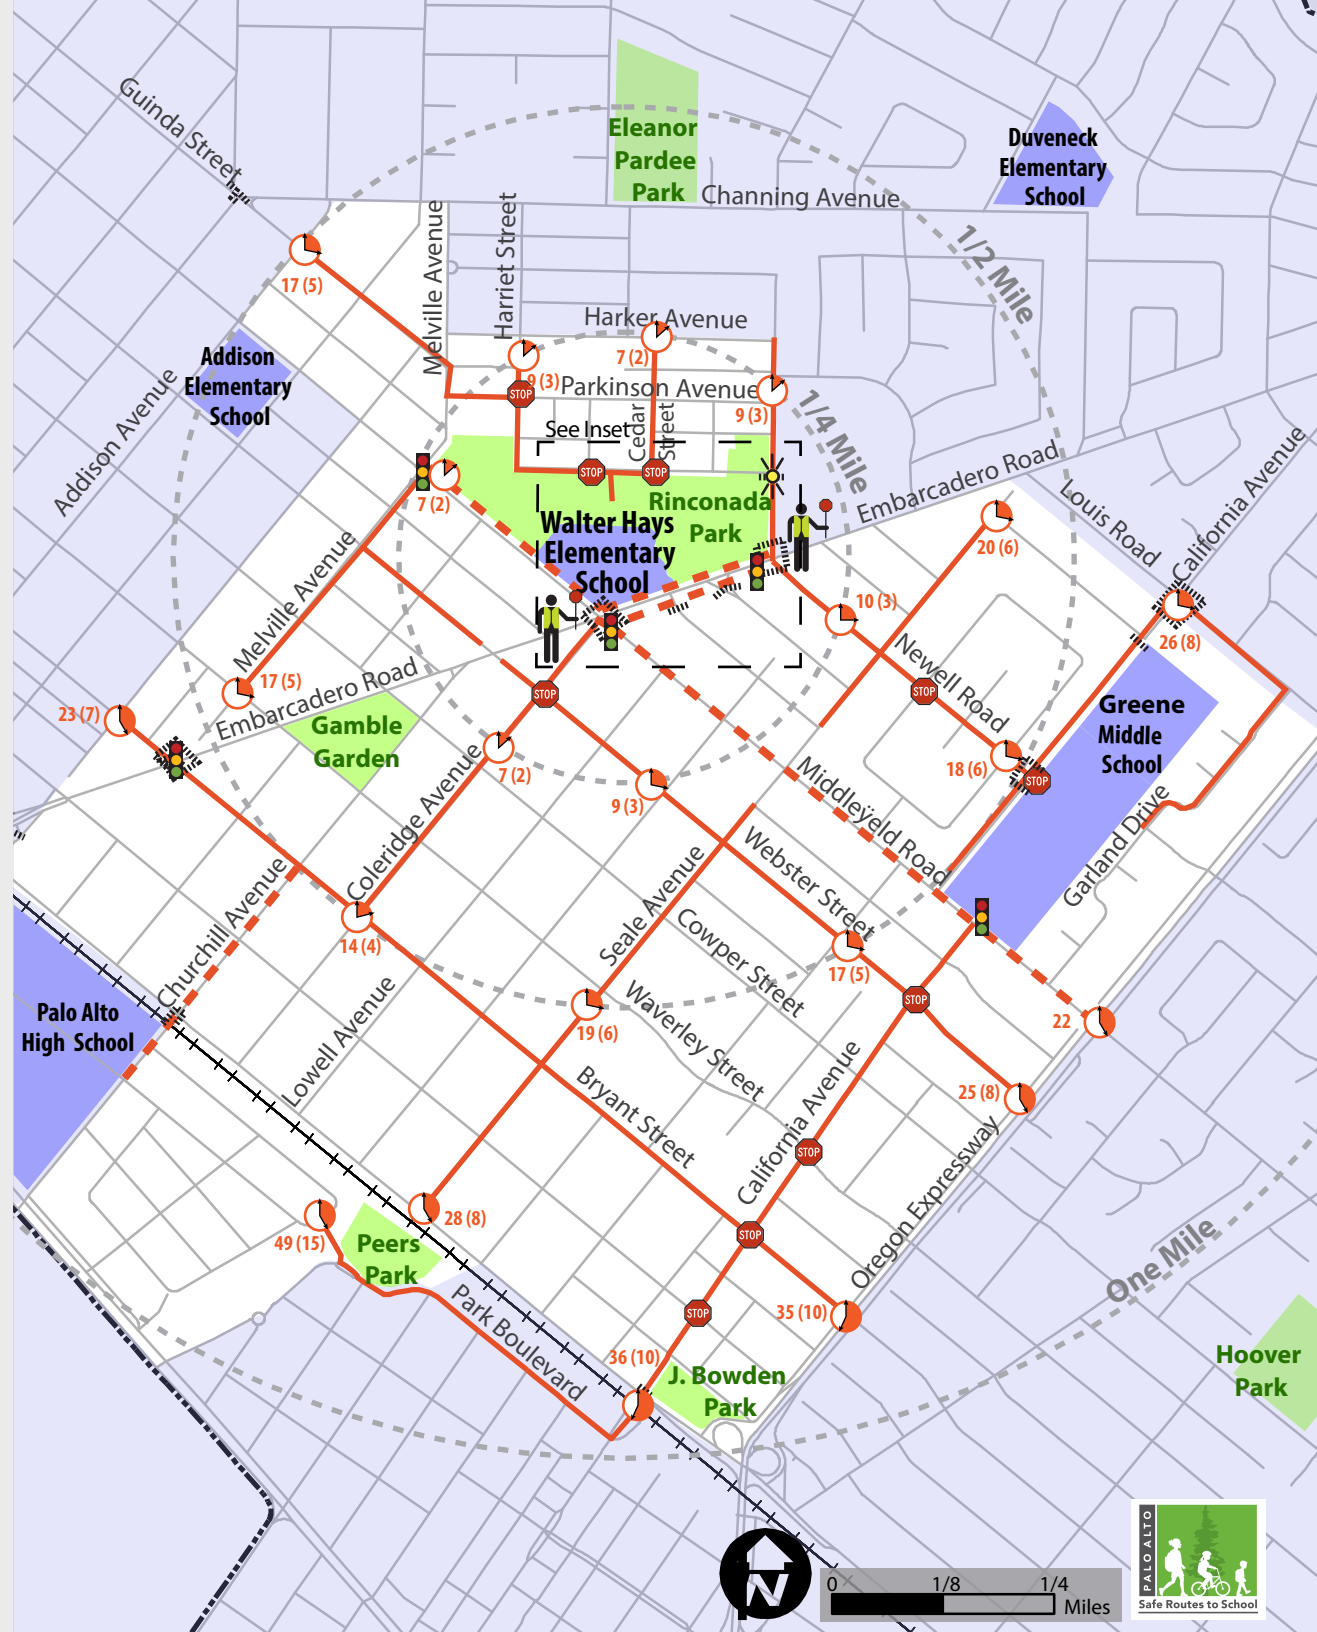 Guinda Street
Eleanor
Pardee
Park
Duveneck
Elementary
School
Channing Avenue
1/2 Mile
17 (5)
Melville Avenue
Harriet Street
Harker Avenue
7 (2)
9 (3)
Parkinson Avenue
9 (3)
Cedar
Street
See Inset
Addison
Elementary
School
Addison Avenue
1/4 Mile
Embarcadero Road
Louis Road
California Avenue
STOP
STOP
STOP
7 (2)
Rinconada
Park
Walter Hays
Elementary
School
20 (6)
10 (3)
26 (8)
Melville Avenue
17 (5)
Embarcadero Road
23 (7)
Gamble
Garden
STOP
Newell Road
STOP
Greene
Middle
School
18 (6)
STOP
7 (2)
9 (3)
Middleÿeld Road
Garland Drive
Coleridge Avenue
Webster Street
Sale Avenue
Cowper Street
17 (5)
14 (4)
Churchill Avenue
Palo Alto
High School
Lowell Avenue
19 (6)
Waverley Street
STOP
22
25 (8)
Bryant Street
California Avenue
STOP
Oregon Expressway
28 (8)
49 (15)
Peers
Park
STOP
35 (10)
One Mile
STOP
Park Boulevard
36 (10)
J. Bowden
Park
Hoover
Park
N
0 1/8 1/4
Miles
PALO ALTO
Safe Routes to School